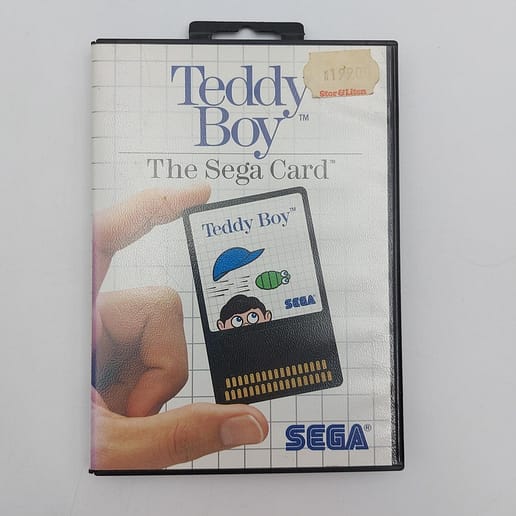 Teddy
Boy™
The Sega Card™
Stor&Liten
Teddy Boy™
SEGA®
SEGA®